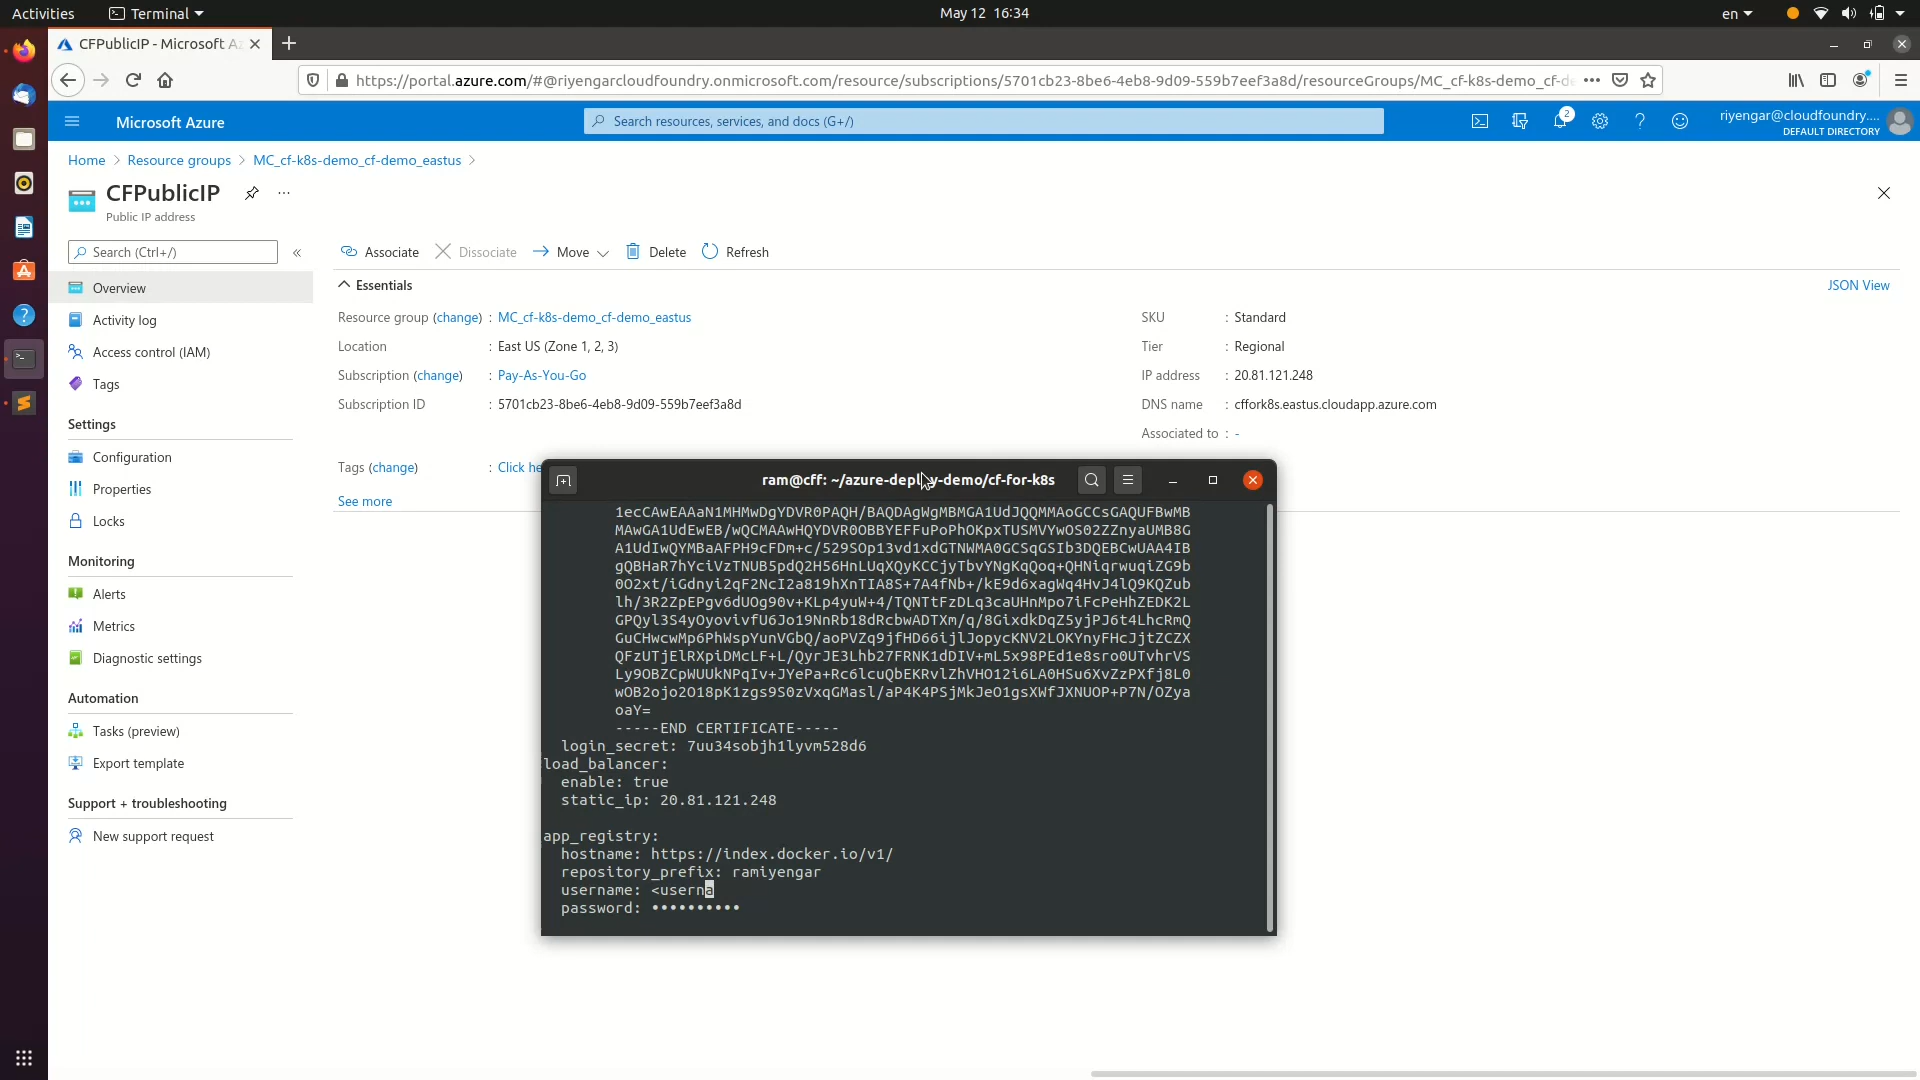 Activities
Terminal
May 12 16:34
en
CFPublicIP - Microsoft A
https://portal.azure.com/#@riyengarcloudfoundry.onmicrosoft.com/resource/subscriptions/5701cb23-8be6-4eb8-9d09-559b7eef3a8d/resourceGroups/MC_cf-k8s-demo_cf-de
Microsoft Azure
Search resources, services, and docs (G+/)
2
riyengar@cloudfoundry....
DEFAULT DIRECTORY
Home > Resource groups > MC_cf-k8s-demo_cf-demo_eastus >
CFPublicIP
Public IP address
Search (Ctrl+/)
Overview
Activity log
Access control (IAM)
Tags
Settings
Configuration
Properties
Locks
Monitoring
Alerts
Metrics
Diagnostic settings
Automation
Tasks (preview)
Export template
Support + troubleshooting
New support request
Associate Dissociate Move Delete Refresh
Essentials
JSON View
Resource group (change) : MC_cf-k8s-demo_cf-demo_eastus
Location : East US (Zone 1, 2, 3)
Subscription (change) : Pay-As-You-Go
Subscription ID : 5701cb23-8be6-4eb8-9d09-559b7eef3a8d
SKU : Standard
Tier : Regional
IP address : 20.81.121.248
DNS name : cffork8s.eastus.cloudapp.azure.com
Associated to : -
Tags (change) : Click he
See more
ram@cff: ~/azure-deploy-demo/cf-for-k8s
1ecCAwEAAaN1MHMwDgYDVR0PAQH/BAQDAgWgMBMGA1UdJQQMMAoGCCsGAQUFBwMB
MAwGA1UdEwEB/wQCMAAwHQYDVR0OBBYEFFuPoPhOKpxTUSMVYwOS02ZZnyaUMB8G
A1UdIwQYMBaAFPH9cFDm+c/529SOp13vd1xdGTNWMA0GCSqGSIb3DQEBCwUAA4IB
gQBHaR7hYciVzTNUB5pdQ2H56HnLUqXQyKCCjyTbvYNgKqQoq+QHNiqrwuqiZG9b
0O2xt/iGdnyi2qF2NcI2a819hXnTIA8S+7A4fNb+/kE9d6xagWq4HvJ4lQ9KQZub
lh/3R2ZpEPgv6dUOg90v+KLp4yuW+4/TQNTtFzDLq3caUHnMpo7iFcPeHhZEDK2L
GPQyl3S4yOyovivfU6Jo19NnRb18dRcbwADTXm/q/8GixdkDqZ5yjPJ6t4LhcRmQ
GuCHwcwMp6PhWspYunVGbQ/aoPVZq9jfHD66ijlJopycKNV2LOKYnyFHcJjtZCZX
QFzUTjElRXpiDMcLF+L/QyrJE3Lhb27FRNK1dDIV+mL5x98PEd1e8sro0UTvhrVS
Ly9OBZCpWUUkNPqIv+JYePa+Rc6lcuQbEKRvlZhVHO12i6LA0HSu6XvZzPXfj8L0
wOB2ojo2O18pK1zgs9S0zVxqGMasl/aP4K4PSjMkJeO1gsXWfJXNUOP+P7N/OZya
oaY=
-----END CERTIFICATE-----
login_secret: 7uu34sobjh1lyvm528d6
load_balancer:
enable: true
static_ip: 20.81.121.248
app_registry:
hostname: https://index.docker.io/v1/
repository_prefix: ramiyengar
username: <userna
password: ••••••••••